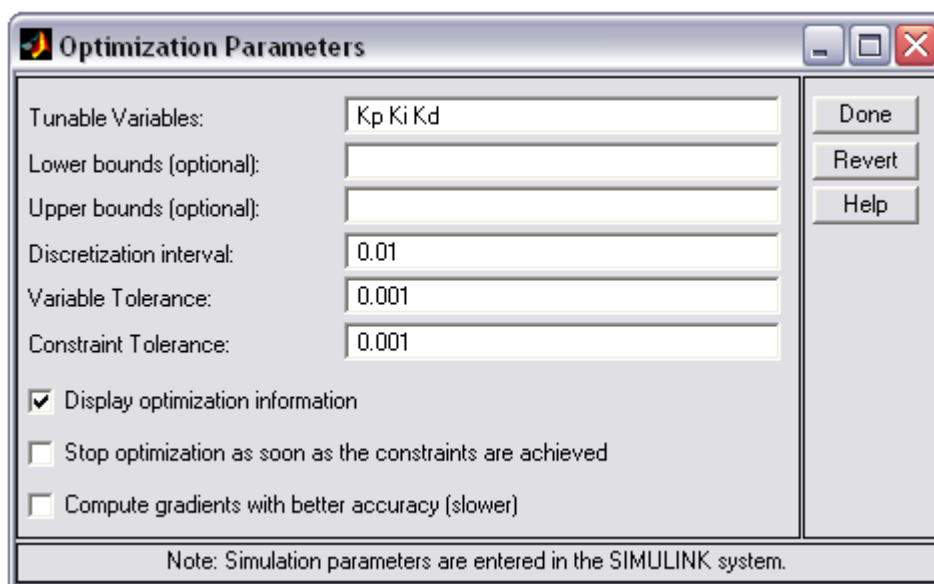 Optimization Parameters
Tunable Variables: Kp Ki Kd Done
Lower bounds (optional): Revert
Upper bounds (optional): Help
Discretization interval: 0.01
Variable Tolerance: 0.001
Constraint Tolerance: 0.001
Display optimization information
Stop optimization as soon as the constraints are achieved
Compute gradients with better accuracy (slower)
Note: Simulation parameters are entered in the SIMULINK system.